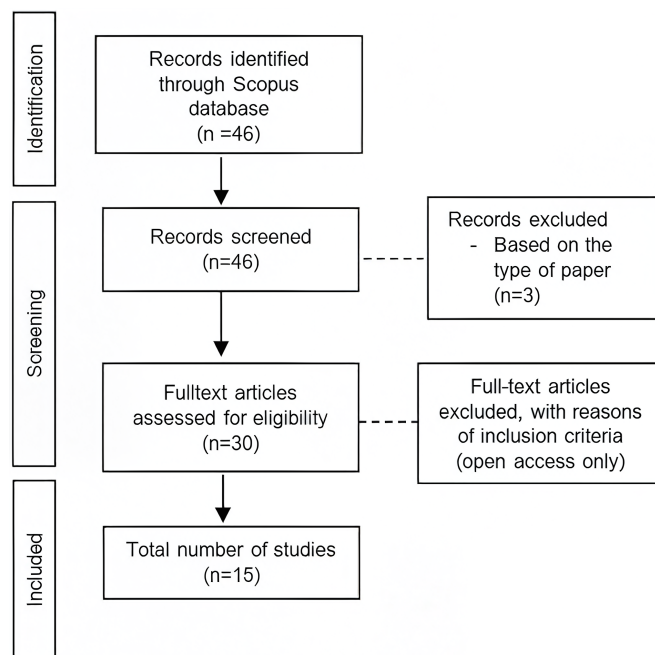 Identification
Records identified
through Scopus
database
(n =46)
Screening
Records screened
(n=46)
Records excluded
- Based on the
type of paper
(n=3)
Fulltext articles
assessed for eligibility
(n=30)
Full-text articles
excluded, with reasons
of inclusion criteria
(open access only)
Included
Total number of studies
(n=15)